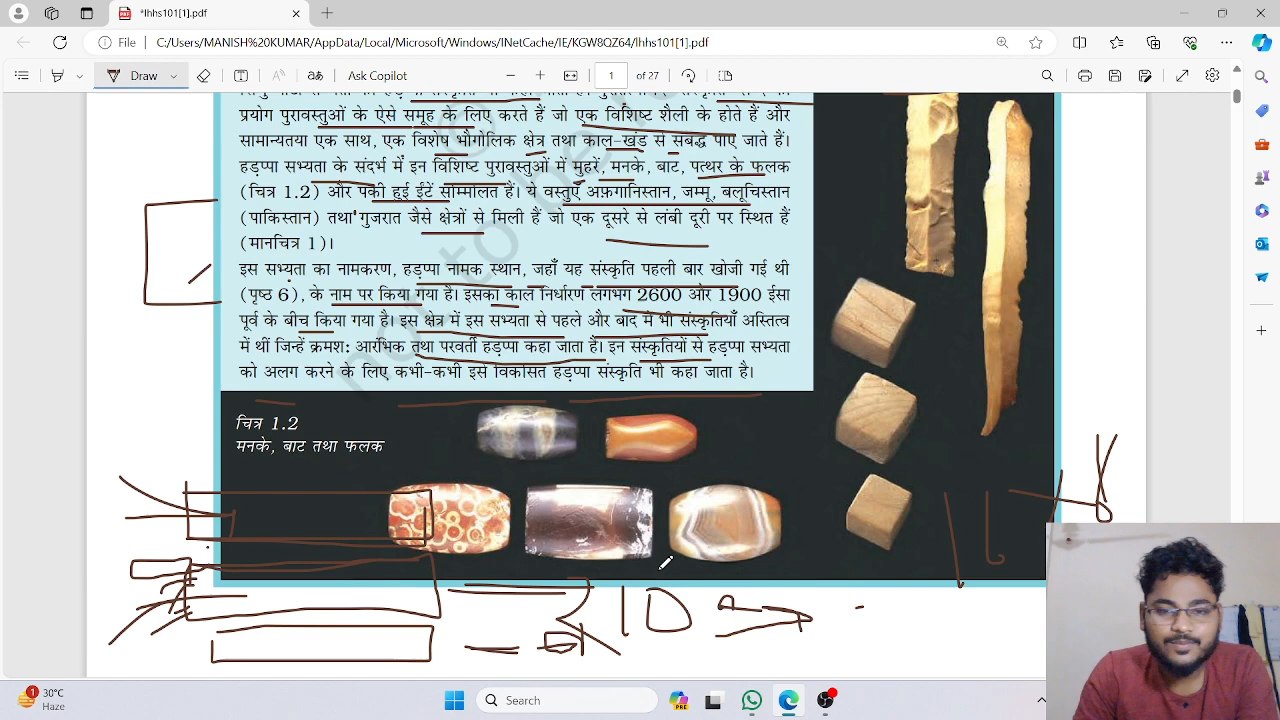 *lhhs101[1].pdf
File
C:/Users/MANISH%20KUMAR/AppData/Local/Microsoft/Windows/INetCache/IE/KGW8QZ64/lhhs101[1].pdf
Draw
Ask Copilot
1 of 27
प्रयोग पुरावस्तुओं के ऐसे समूह के लिए करते हैं जो एक विशिष्ट शैली के होते हैं और
सामान्यतया एक साथ, एक विशेष भौगोलिक क्षेत्र तथा काल-खंड से संबद्ध पाए जाते हैं।
हड़प्पा सभ्यता के संदर्भ में इन विशिष्ट पुरावस्तुओं में मुहरें, मनके, बाट, पत्थर के फलक
(चित्र 1.2) और पकी हुई ईंटें सम्मिलित हैं। ये वस्तुएँ अफ़गानिस्तान, जम्मू, बलूचिस्तान
(पाकिस्तान) तथा गुजरात जैसे क्षेत्रों से मिली हैं जो एक दूसरे से लंबी दूरी पर स्थित हैं
(मानचित्र 1)।
इस सभ्यता का नामकरण, हड़प्पा नामक स्थान, जहाँ यह संस्कृति पहली बार खोजी गई थी
(पृष्ठ 6), के नाम पर किया गया है। इसका काल निर्धारण लगभग 2600 और 1900 ईसा
पूर्व के बीच किया गया है। इस क्षेत्र में इस सभ्यता से पहले और बाद में भी संस्कृतियाँ अस्तित्व
में थीं जिन्हें क्रमश: आरंभिक तथा परवर्ती हड़प्पा कहा जाता है। इन संस्कृतियों से हड़प्पा सभ्यता
को अलग करने के लिए कभी-कभी इसे विकसित हड़प्पा संस्कृति भी कहा जाता है।
चित्र 1.2
मनके, बाट तथा फलक
1
30°C
Haze
Search